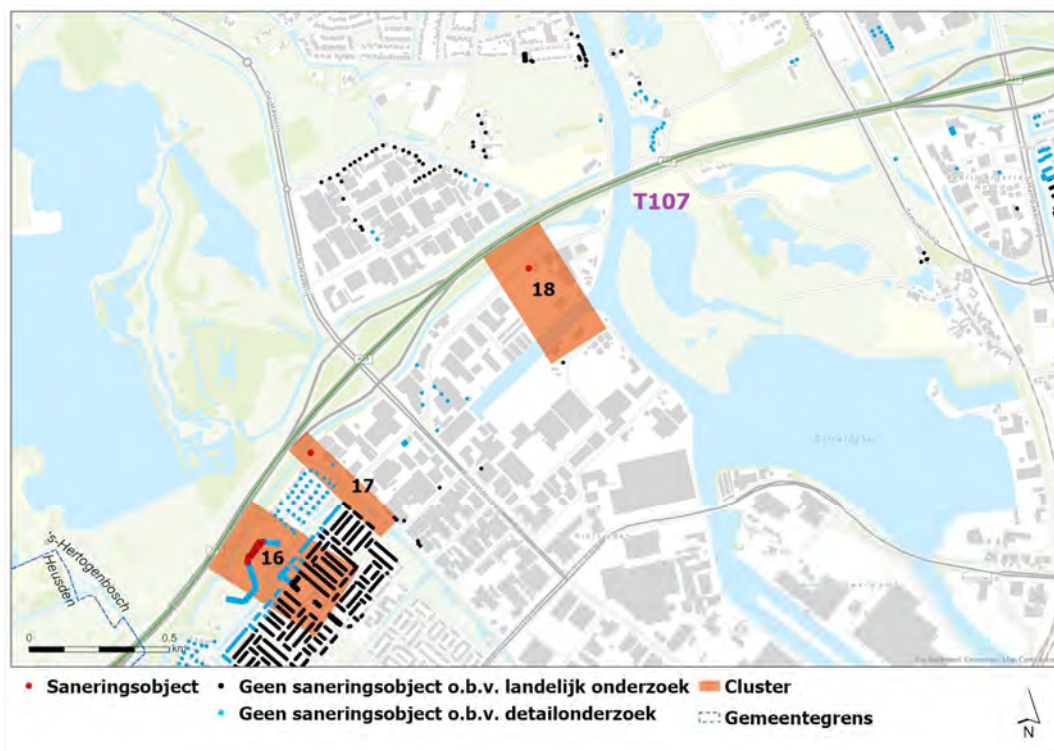 T107
18
17
16
's-Hertogenbosch
Heusden
0 0.5
km
• Saneringsobject • Geen saneringsobject o.b.v. landelijk onderzoek Cluster
• Geen saneringsobject o.b.v. detailonderzoek Gemeentegrens
N